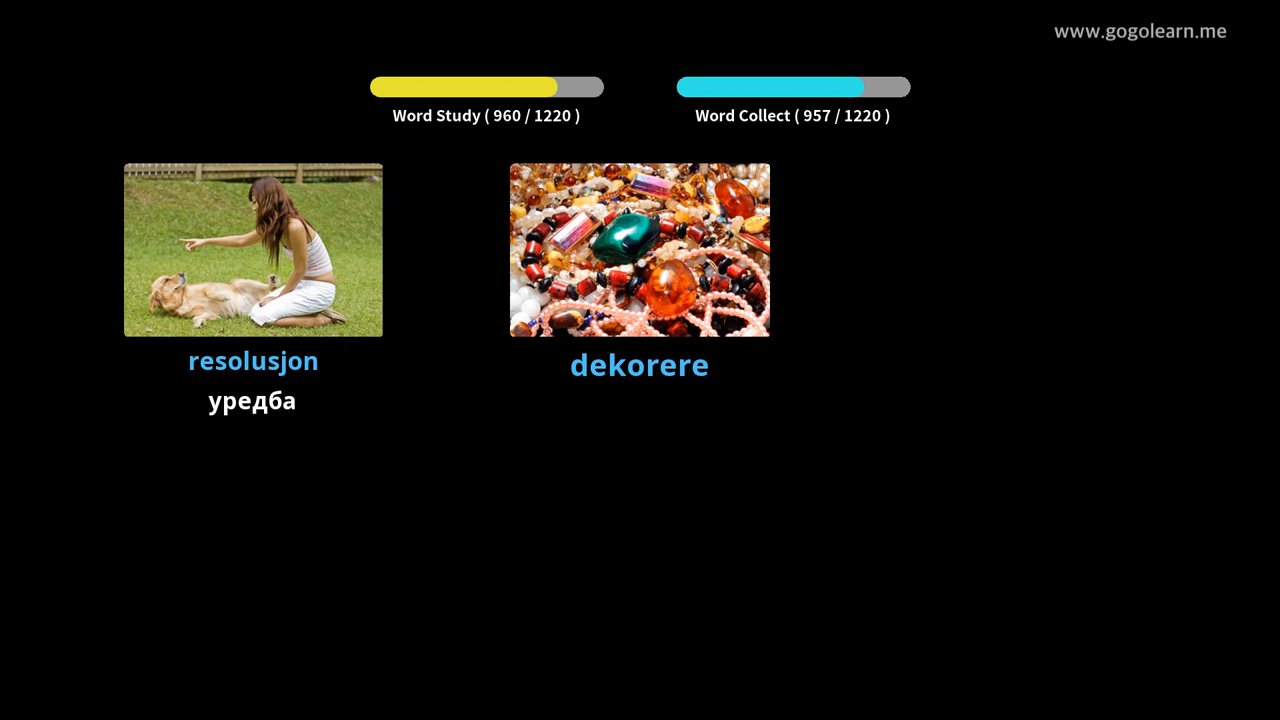 www.gogolearn.me
Word Study ( 960 / 1220 )
Word Collect ( 957 / 1220 )
resolusjon
уредба
dekorere